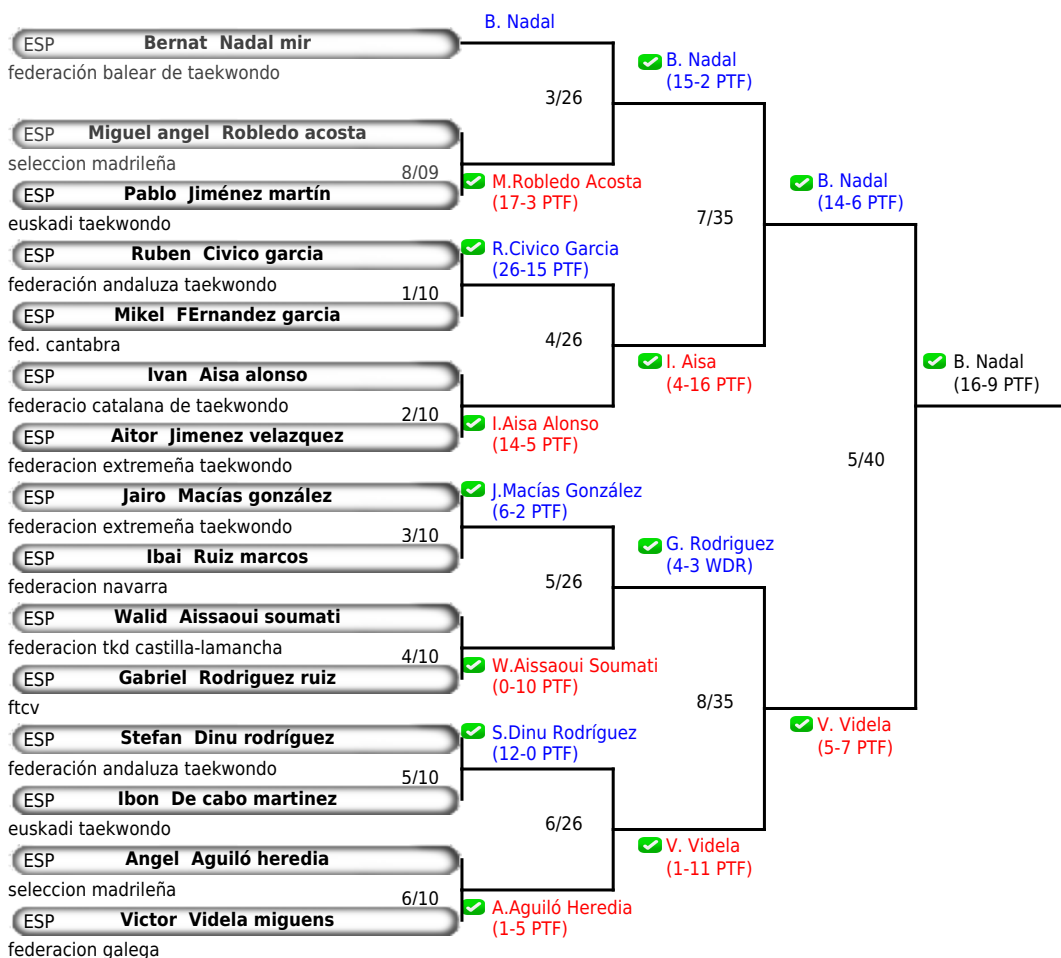 B. Nadal
ESP Bernat Nadal mir
federación balear de taekwondo
B. Nadal
(15-2 PTF)
3/26
ESP Miguel angel Robledo acosta
seleccion madrileña
8/09
M.Robledo Acosta
(17-3 PTF)
ESP Pablo Jiménez martín
euskadi taekwondo
B. Nadal
(14-6 PTF)
7/35
ESP Ruben Civico garcia
federación andaluza taekwondo
R.Civico Garcia
(26-15 PTF)
1/10
ESP Mikel FErnandez garcia
fed. cantabra
4/26
I. Aisa
(4-16 PTF)
B. Nadal
(16-9 PTF)
ESP Ivan Aisa alonso
federacio catalana de taekwondo
2/10
I.Aisa Alonso
(14-5 PTF)
ESP Aitor Jimenez velazquez
federacion extremeña taekwondo
5/40
ESP Jairo Macías gonzález
federacion extremeña taekwondo
J.Macías González
(6-2 PTF)
3/10
ESP Ibai Ruiz marcos
federacion navarra
G. Rodriguez
(4-3 WDR)
5/26
ESP Walid Aissaoui soumati
federacion tkd castilla-lamancha
4/10
W.Aissaoui Soumati
(0-10 PTF)
ESP Gabriel Rodriguez ruiz
ftcv
8/35
V. Videla
(5-7 PTF)
ESP Stefan Dinu rodríguez
federación andaluza taekwondo
S.Dinu Rodríguez
(12-0 PTF)
5/10
ESP Ibon De cabo martinez
euskadi taekwondo
6/26
V. Videla
(1-11 PTF)
ESP Angel Aguiló heredia
seleccion madrileña
6/10
A.Aguiló Heredia
(1-5 PTF)
ESP Victor Videla miguens
federacion galega